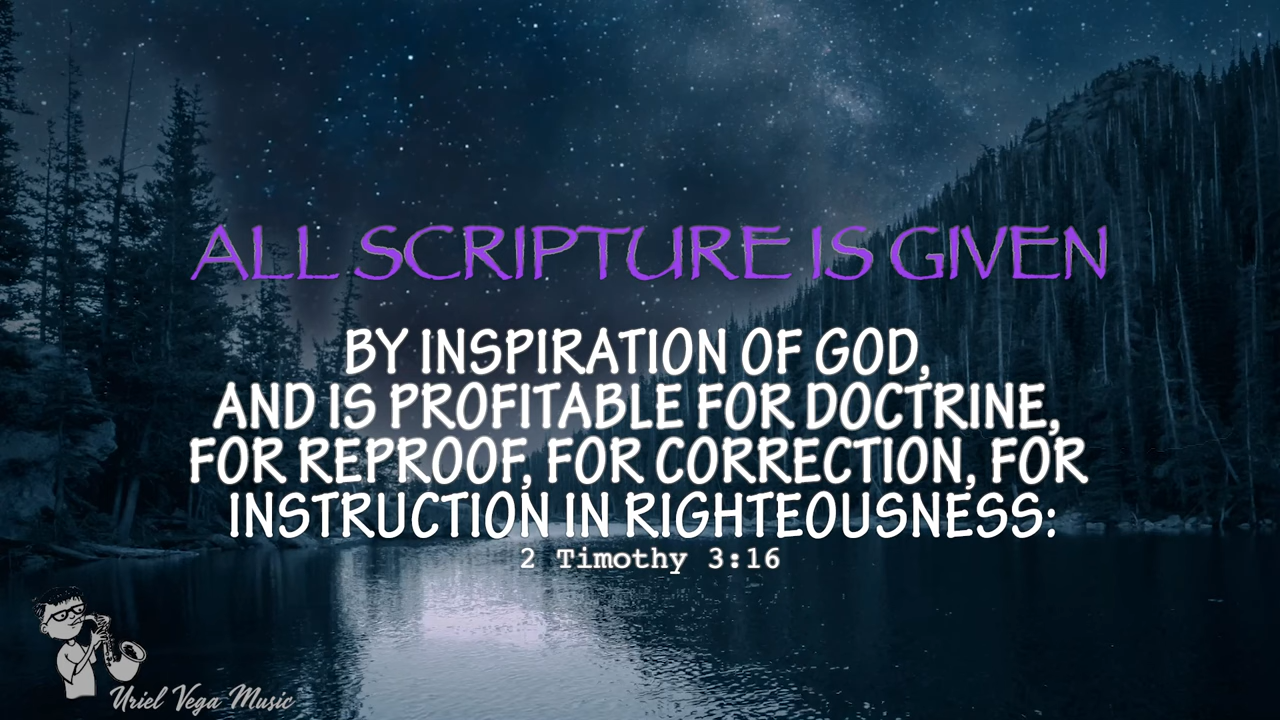 ALL SCRIPTURE IS GIVEN
BY INSPIRATION OF GOD,
AND IS PROFITABLE FOR DOCTRINE,
FOR REPROOF, FOR CORRECTION, FOR
INSTRUCTION IN RIGHTEOUSNESS:
2 Timothy 3:16
Uriel Vega Music